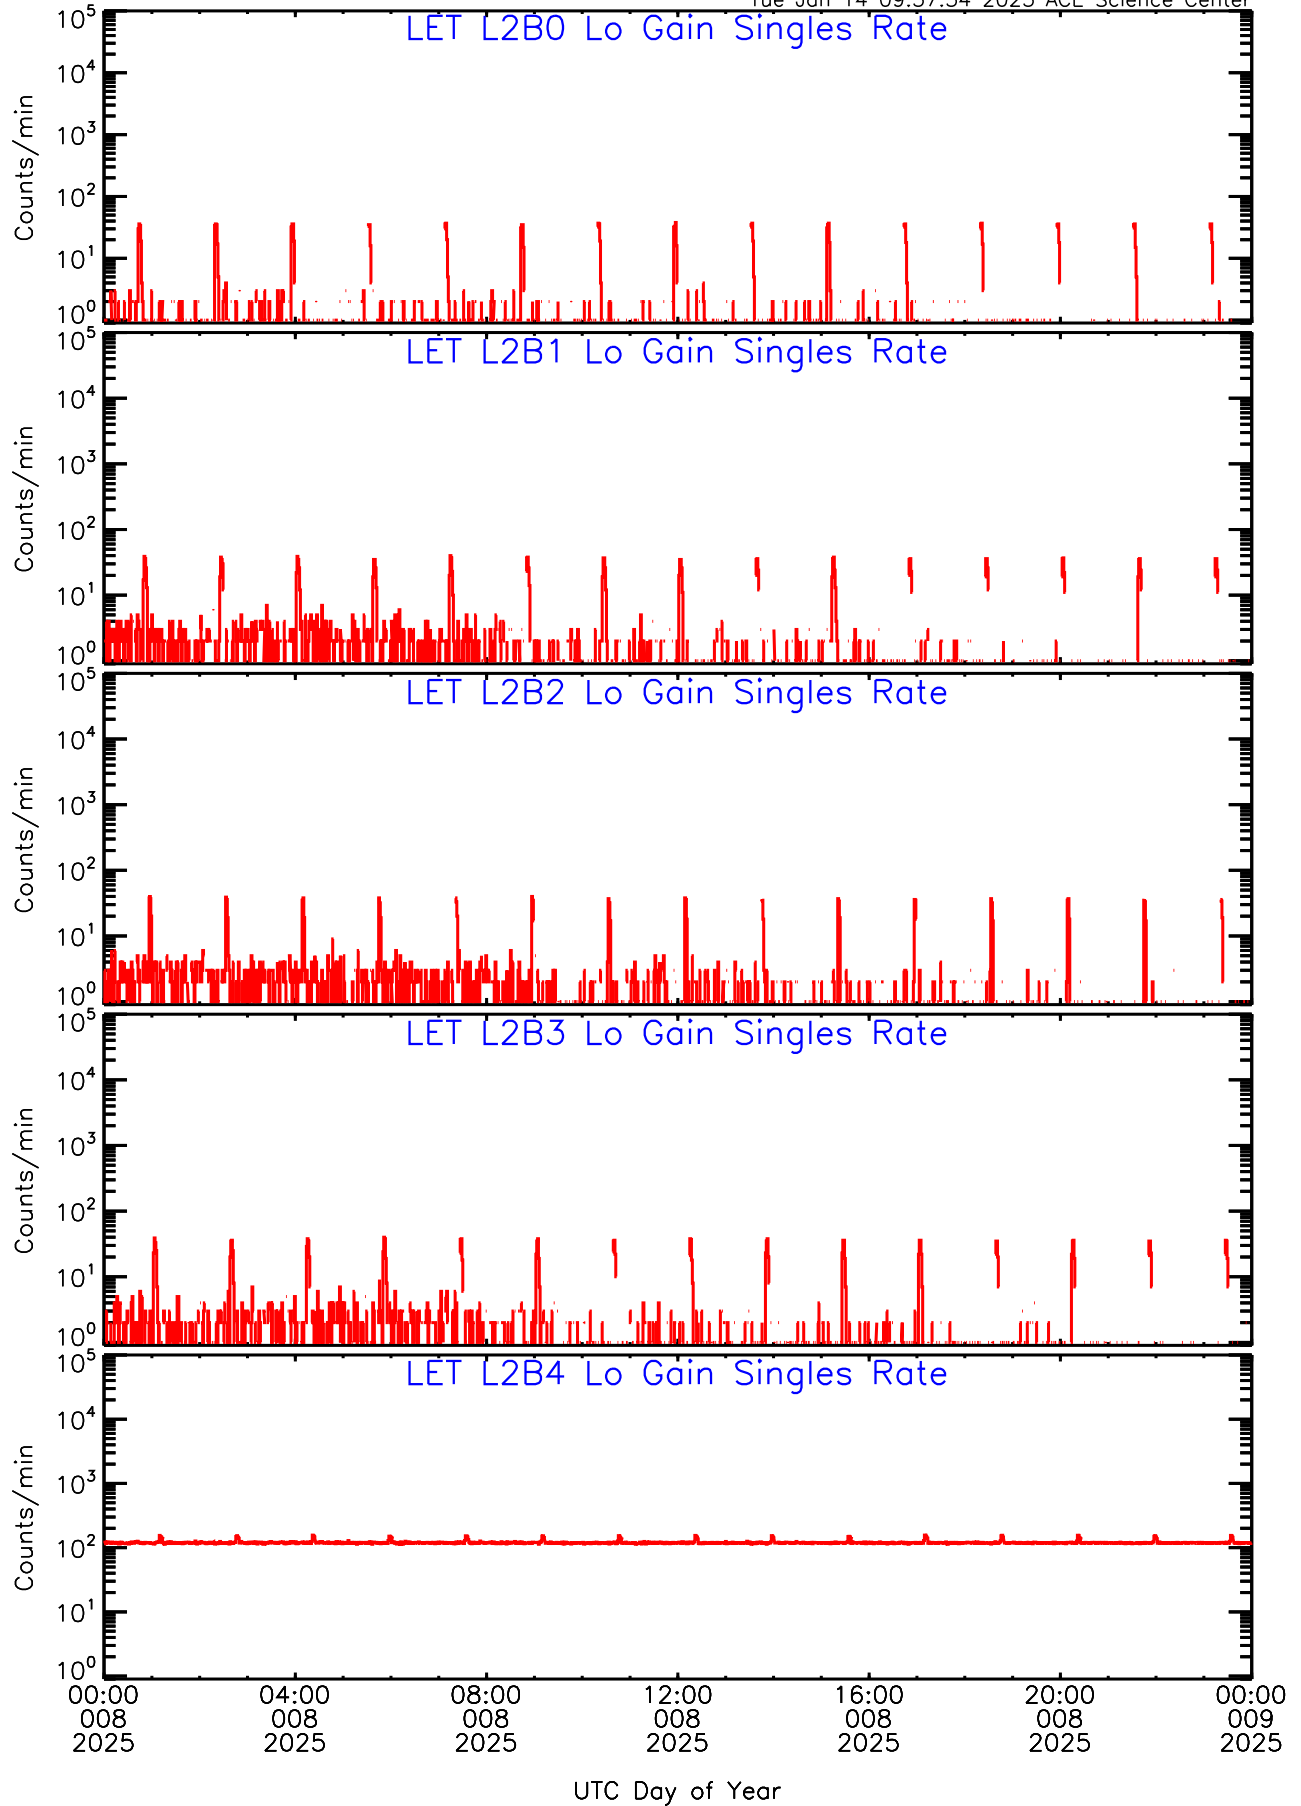 LET L2B0 Lo Gain Singles Rate
Counts/min
10^5
10^4
10^3
10^2
10^1
10^0
LET L2B1 Lo Gain Singles Rate
Counts/min
10^5
10^4
10^3
10^2
10^1
10^0
LET L2B2 Lo Gain Singles Rate
Counts/min
10^5
10^4
10^3
10^2
10^1
10^0
LET L2B3 Lo Gain Singles Rate
Counts/min
10^5
10^4
10^3
10^2
10^1
10^0
LET L2B4 Lo Gain Singles Rate
Counts/min
10^5
10^4
10^3
10^2
10^1
10^0
00:00 04:00 08:00 12:00 16:00 20:00 00:00
008 008 008 008 008 008 009
2025 2025 2025 2025 2025 2025 2025
UTC Day of Year